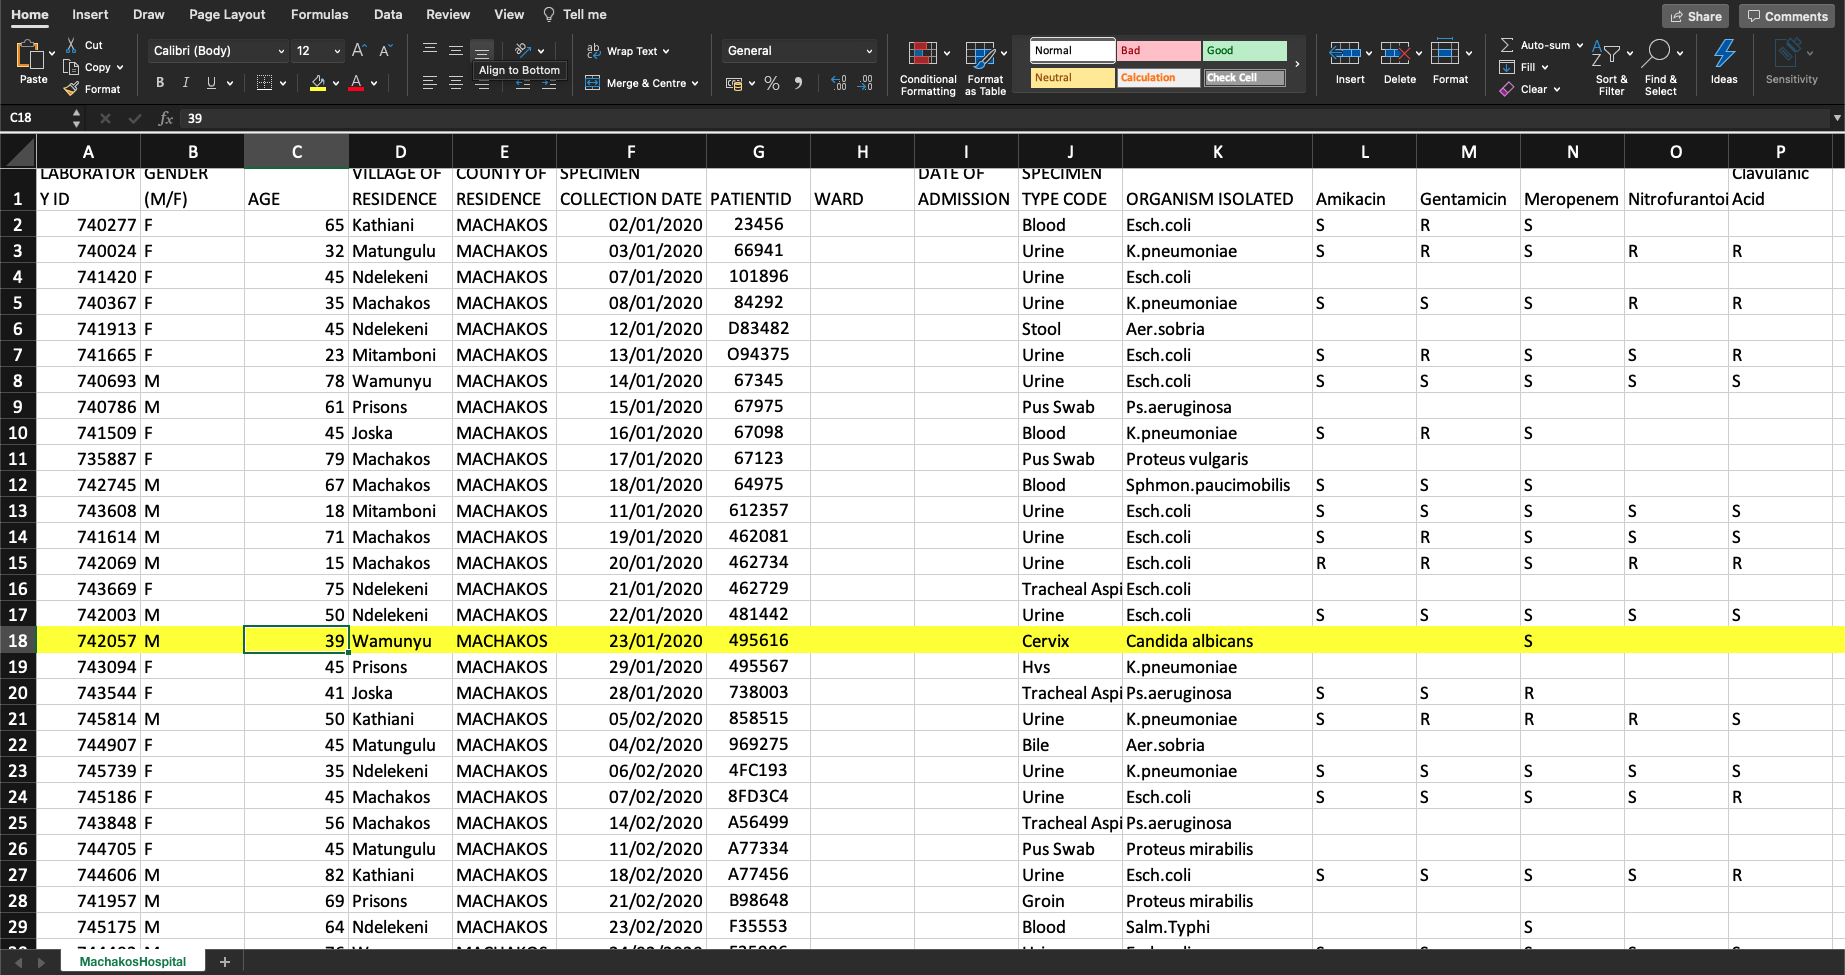 Home Insert Draw Page Layout Formulas Data Review View Tell me Share Comments
Paste Cut Copy Format
Calibri (Body) 12 A A
B I U A
ab Wrap Text
Align to Bottom
Merge & Centre
General
%
Conditional Formatting
Format as Table
Normal Bad Good
Neutral Calculation Check Cell
Insert Delete Format
Auto-sum
Fill
Clear
Sort & Filter
Find & Select
Ideas
Sensitivity
C18 fx 39
A B C D E F G H I J K L M N O P
1 LABORATORY ID GENDER (M/F) AGE VILLAGE OF RESIDENCE COUNTY OF RESIDENCE SPECIMEN COLLECTION DATE PATIENTID WARD DATE OF ADMISSION SPECIMEN TYPE CODE ORGANISM ISOLATED Amikacin Gentamicin Meropenem Nitrofurantoi Clavulanic Acid
2 740277 F 65 Kathiani MACHAKOS 02/01/2020 23456 Blood Esch.coli S R S
3 740024 F 32 Matungulu MACHAKOS 03/01/2020 66941 Urine K.pneumoniae S R S R R
4 741420 F 45 Ndelekeni MACHAKOS 07/01/2020 101896 Urine Esch.coli
5 740367 F 35 Machakos MACHAKOS 08/01/2020 84292 Urine K.pneumoniae S S S R R
6 741913 F 45 Ndelekeni MACHAKOS 12/01/2020 D83482 Stool Aer.sobria
7 741665 F 23 Mitamboni MACHAKOS 13/01/2020 O94375 Urine Esch.coli S R S S R
8 740693 M 78 Wamunyu MACHAKOS 14/01/2020 67345 Urine Esch.coli S S S S S
9 740786 M 61 Prisons MACHAKOS 15/01/2020 67975 Pus Swab Ps.aeruginosa
10 741509 F 45 Joska MACHAKOS 16/01/2020 67098 Blood K.pneumoniae S R S
11 735887 F 79 Machakos MACHAKOS 17/01/2020 67123 Pus Swab Proteus vulgaris
12 742745 M 67 Machakos MACHAKOS 18/01/2020 64975 Blood Sphmon.paucimobilis S S S
13 743608 M 18 Mitamboni MACHAKOS 11/01/2020 612357 Urine Esch.coli S S S S S
14 741614 M 71 Machakos MACHAKOS 19/01/2020 462081 Urine Esch.coli S R S S S
15 742069 M 15 Machakos MACHAKOS 20/01/2020 462734 Urine Esch.coli R R S R R
16 743669 F 75 Ndelekeni MACHAKOS 21/01/2020 462729 Tracheal Aspi Esch.coli
17 742003 M 50 Ndelekeni MACHAKOS 22/01/2020 481442 Urine Esch.coli S S S S S
18 742057 M 39 Wamunyu MACHAKOS 23/01/2020 495616 Cervix Candida albicans S
19 743094 F 45 Prisons MACHAKOS 29/01/2020 495567 Hvs K.pneumoniae
20 743544 F 41 Joska MACHAKOS 28/01/2020 738003 Tracheal Aspi Ps.aeruginosa S S R
21 745814 M 50 Kathiani MACHAKOS 05/02/2020 858515 Urine K.pneumoniae S R R R S
22 744907 F 45 Matungulu MACHAKOS 04/02/2020 969275 Bile Aer.sobria
23 745739 F 35 Ndelekeni MACHAKOS 06/02/2020 4FC193 Urine K.pneumoniae S S S S S
24 745186 F 45 Machakos MACHAKOS 07/02/2020 8FD3C4 Urine Esch.coli S S S S R
25 743848 F 56 Machakos MACHAKOS 14/02/2020 A56499 Tracheal Aspi Ps.aeruginosa
26 744705 F 45 Matungulu MACHAKOS 11/02/2020 A77334 Pus Swab Proteus mirabilis
27 744606 M 82 Kathiani MACHAKOS 18/02/2020 A77456 Urine Esch.coli S S S S R
28 741957 M 69 Prisons MACHAKOS 21/02/2020 B98648 Groin Proteus mirabilis
29 745175 M 64 Ndelekeni MACHAKOS 23/02/2020 F35553 Blood Salm.Typhi S
MachakosHospital +